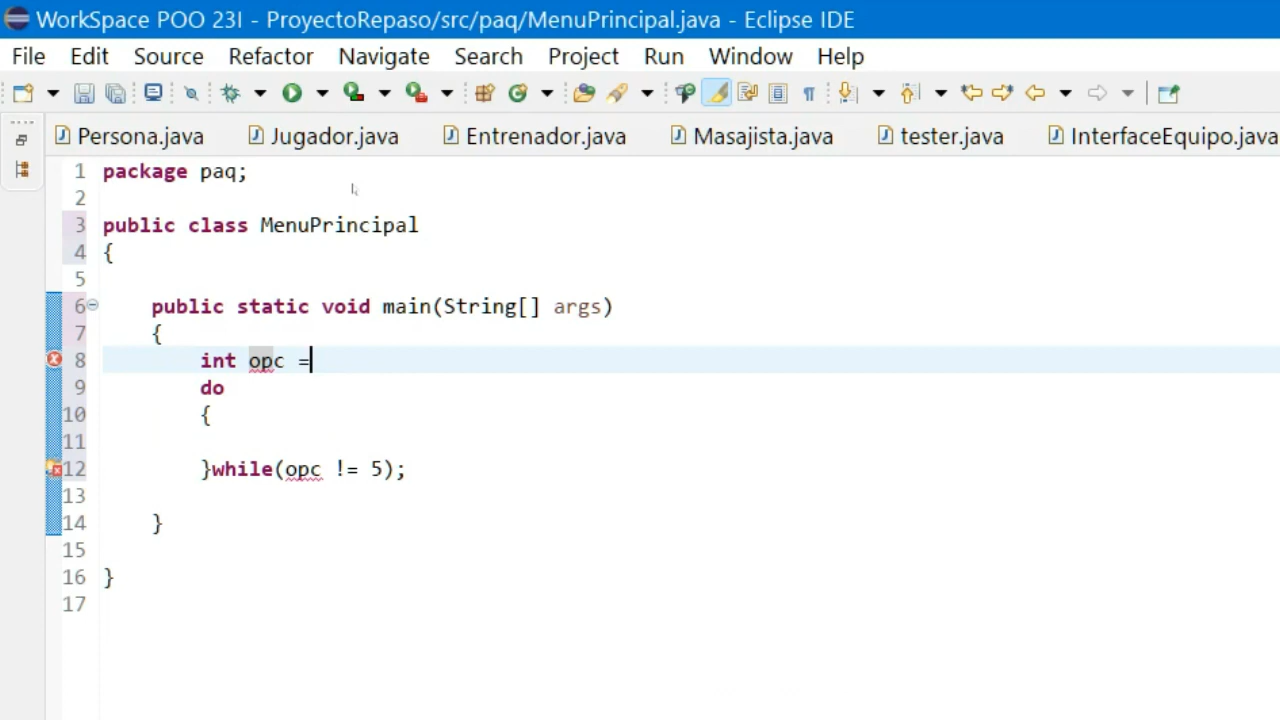 WorkSpace POO 23I - ProyectoRepaso/src/paq/MenuPrincipal.java - Eclipse IDE
File Edit Source Refactor Navigate Search Project Run Window Help
Persona.java Jugador.java Entrenador.java Masajista.java tester.java InterfaceEquipo.java
1 package paq;
2
3 public class MenuPrincipal
4 {
5
6 public static void main(String[] args)
7 {
8 int opc =
9 do
10 {
11
12 }while(opc != 5);
13
14 }
15
16 }
17